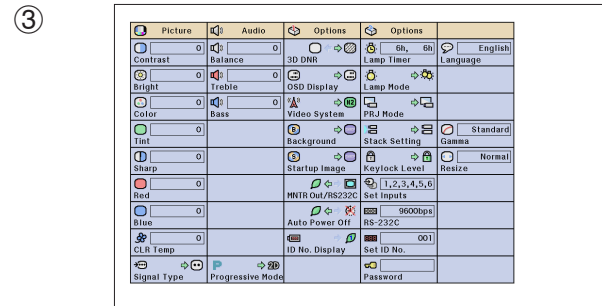 ③
Picture Audio Options Options
0 0 6h, 6h English
Contrast Balance 3D DNR Lamp Timer Language
0 0
Bright Treble OSD Display Lamp Mode
0 0
Color Bass Video System PRJ Mode
0 B Standard
Tint Background Stack Setting Gamma
0 S Normal
Sharp Startup Image Keylock Level Resize
0 1,2,3,4,5,6
Red MNTR Out/RS232C Set Inputs
0 9600bps
Blue Auto Power Off RS-232C
0 001
CLR Temp ID No. Display Set ID No.
P 2D
Signal Type Progressive Mode Password